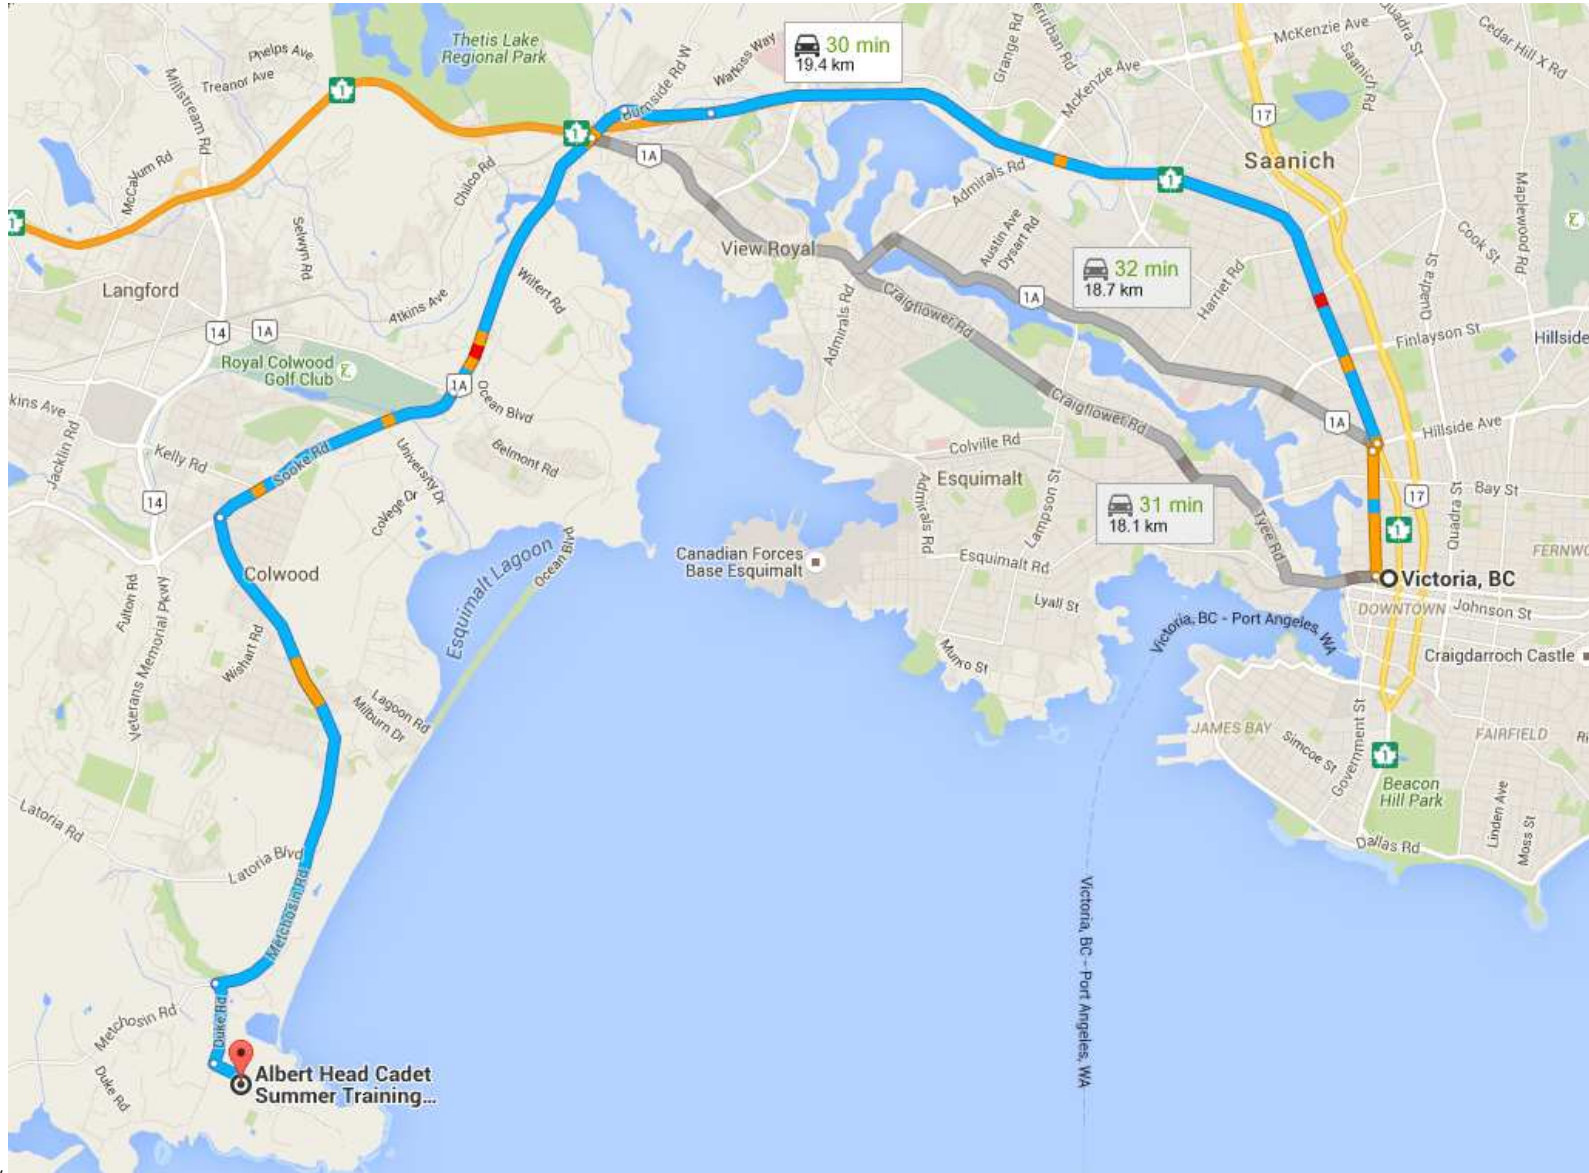 Phelps Ave
Treanor Ave
Millstream Rd
McCallum Rd
Thetis Lake
Regional Park
Burnside Rd W
Watkiss Way
30 min
19.4 km
Grange Rd
McKenzie Ave
McKenzie Ave
Quadra St
Saanich Rd
Cedar Hill X Rd
17
1
1
1
1A
Chilco Rd
Selwyn Rd
Saanich
Admirals Rd
1
Maplewood Rd
Cook St
Austin Ave
Dysart Rd
View Royal
Langford
Atkins Ave
Wilfert Rd
32 min
18.7 km
Harriet Rd
Quadra St
1A
Craigflower Rd
Admirals Rd
Finlayson St
Hillside
14
1A
Royal Colwood
Golf Club
1A
Ocean Blvd
kins Ave
Jacklin Rd
Kelly Rd
Sooke Rd
University Dr
Belmont Rd
College Dr
Craigflower Rd
Colville Rd
Esquimalt
Admirals Rd
Lampson St
1A
Hillside Ave
31 min
18.1 km
Tyee Rd
17
Bay St
Quadra St
1
14
FERNWO
Colwood
Esquimalt Lagoon
Ocean Blvd
Canadian Forces
Base Esquimalt
Esquimalt Rd
Lyall St
Munro St
Victoria, BC
DOWNTOWN
Johnson St
Victoria, BC - Port Angeles, WA
Craigdarroch Castle
Fulton Rd
Veterans Memorial Pkwy
Wishart Rd
Lagoon Rd
Milburn Dr
JAMES BAY
Simcoe St
Government St
FAIRFIELD
Ri
1
Beacon
Hill Park
Linden Ave
Moss St
Dallas Rd
Latoria Rd
Latoria Blvd
Metchosin Rd
Victoria, BC - Port Angeles, WA
Metchosin Rd
Duke Rd
Duke Rd
Albert Head Cadet
Summer Training...